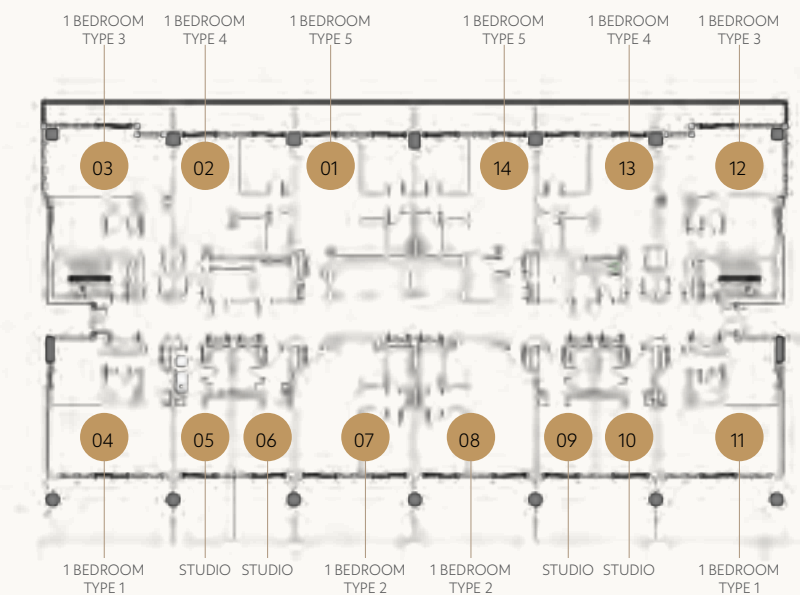 1 BEDROOM 1 BEDROOM 1 BEDROOM 1 BEDROOM 1 BEDROOM 1 BEDROOM
TYPE 3 TYPE 4 TYPE 5 TYPE 5 TYPE 4 TYPE 3
03 02 01 14 13 12
04 05 06 07 08 09 10 11
1 BEDROOM STUDIO STUDIO 1 BEDROOM 1 BEDROOM STUDIO STUDIO 1 BEDROOM
TYPE 1 TYPE 2 TYPE 2 TYPE 1